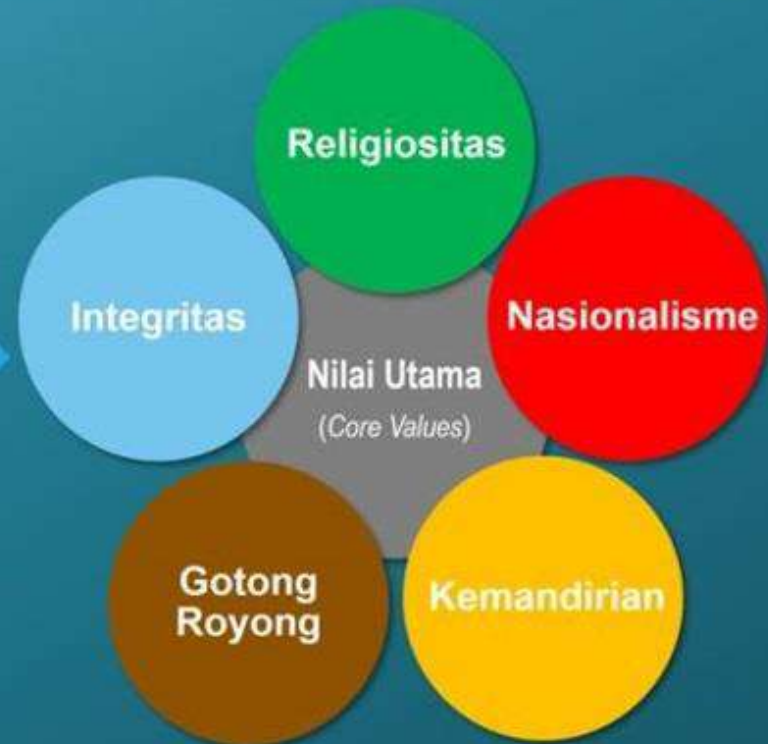 Religiositas
Integritas
Nasionalisme
Nilai Utama
(Core Values)
Gotong
Royong
Kemandirian